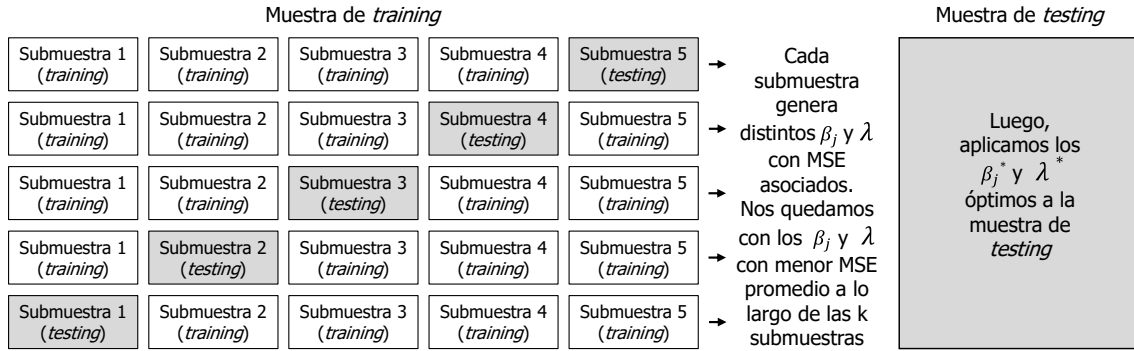 Muestra de training
Muestra de testing
Submuestra 1
(training)
Submuestra 2
(training)
Submuestra 3
(training)
Submuestra 4
(training)
Submuestra 5
(testing)
Submuestra 1
(training)
Submuestra 2
(training)
Submuestra 3
(training)
Submuestra 4
(testing)
Submuestra 5
(training)
Submuestra 1
(training)
Submuestra 2
(training)
Submuestra 3
(testing)
Submuestra 4
(training)
Submuestra 5
(training)
Submuestra 1
(training)
Submuestra 2
(testing)
Submuestra 3
(training)
Submuestra 4
(training)
Submuestra 5
(training)
Submuestra 1
(testing)
Submuestra 2
(training)
Submuestra 3
(training)
Submuestra 4
(training)
Submuestra 5
(training)
Cada
submuestra
genera
distintos βj y λ
con MSE
asociados.
Nos quedamos
con los βj y λ
con menor MSE
promedio a lo
largo de las k
submuestras
Luego,
aplicamos los
βj* y λ*
óptimos a la
muestra de
testing